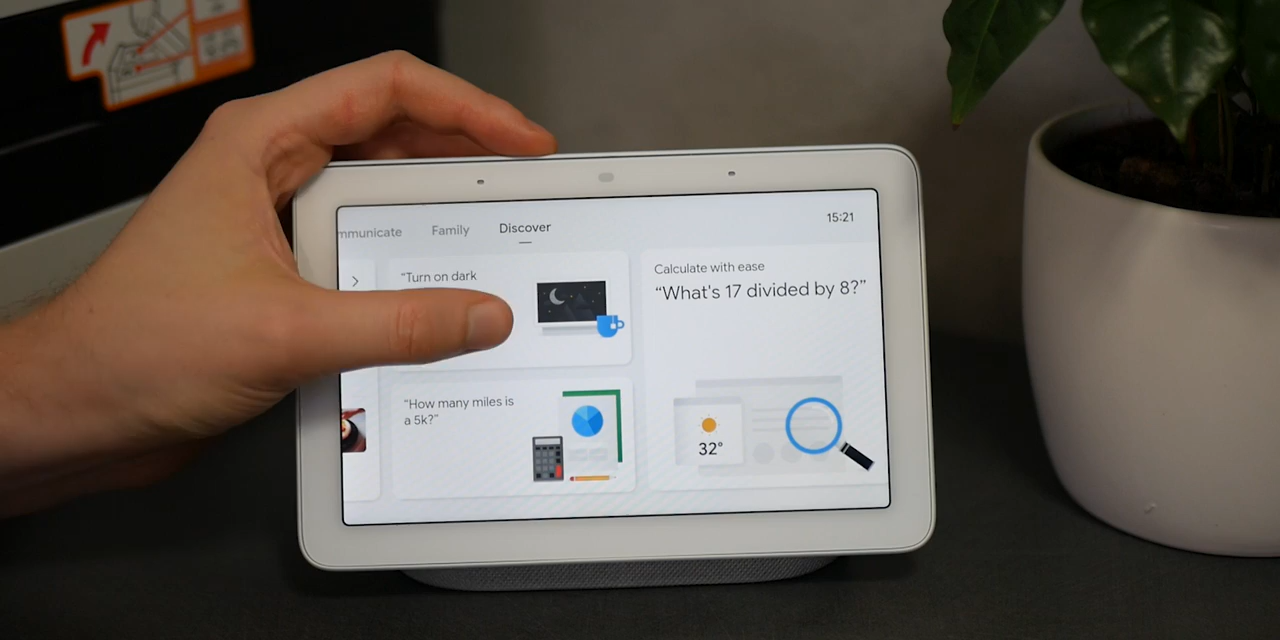 mmunicate Family Discover 15:21
“Turn on dark
Calculate with ease
“What's 17 divided by 8?”
“How many miles is
a 5k?”
32°